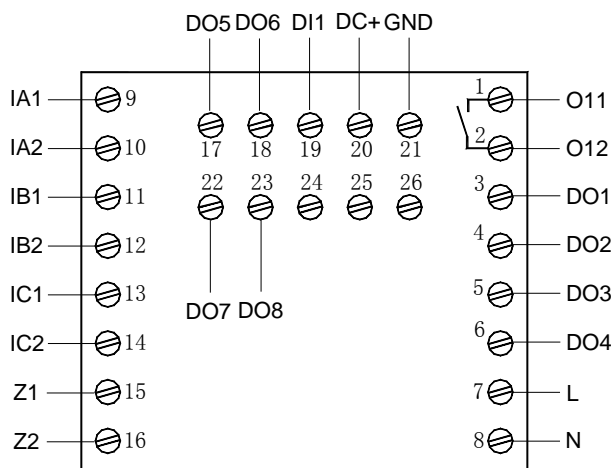 DO5 DO6 DI1 DC+ GND
IA1 9 1 O11
IA2 10 17 18 19 20 21 2 O12
IB1 11 22 23 24 25 26 3 DO1
IB2 12 4 DO2
IC1 13 DO7 DO8 5 DO3
IC2 14 6 DO4
Z1 15 7 L
Z2 16 8 N